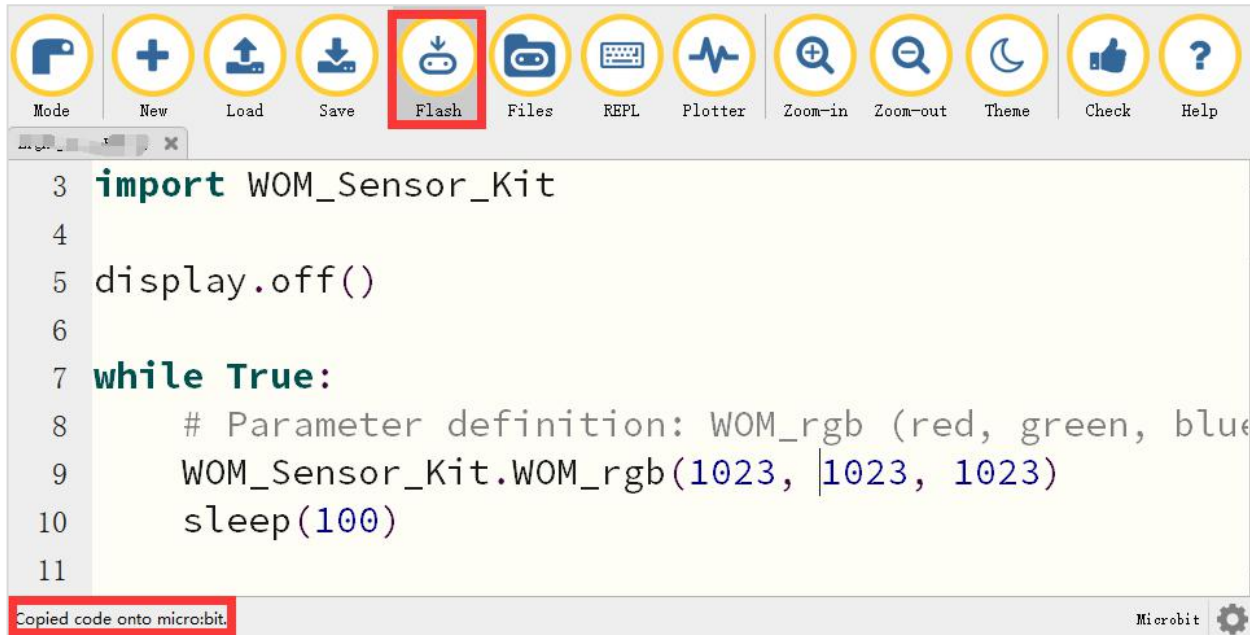 Mode New Load Save Flash Files REPL Plotter Zoom-in Zoom-out Theme Check Help
3 import WOM_Sensor_Kit
4
5 display.off()
6
7 while True:
8 # Parameter definition: WOM_rgb (red, green, blue
9 WOM_Sensor_Kit.WOM_rgb(1023, 1023, 1023)
10 sleep(100)
11
Copied code onto micro:bit. Microbit